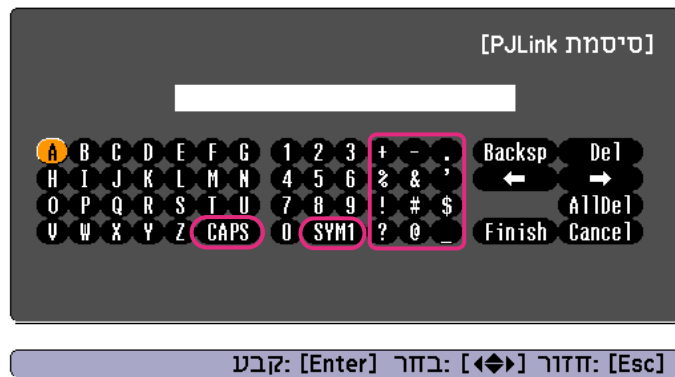 [סיסמת PJLink]
A B C D E F G 1 2 3 + - . Backsp Del
H I J K L M N 4 5 6 % & ' ← →
O P Q R S T U 7 8 9 ! # $ AllDel
V W X Y Z CAPS 0 SYM1 ? @ _ Finish Cancel
[Esc] :חזור [◆] :בחר [Enter] :קבע